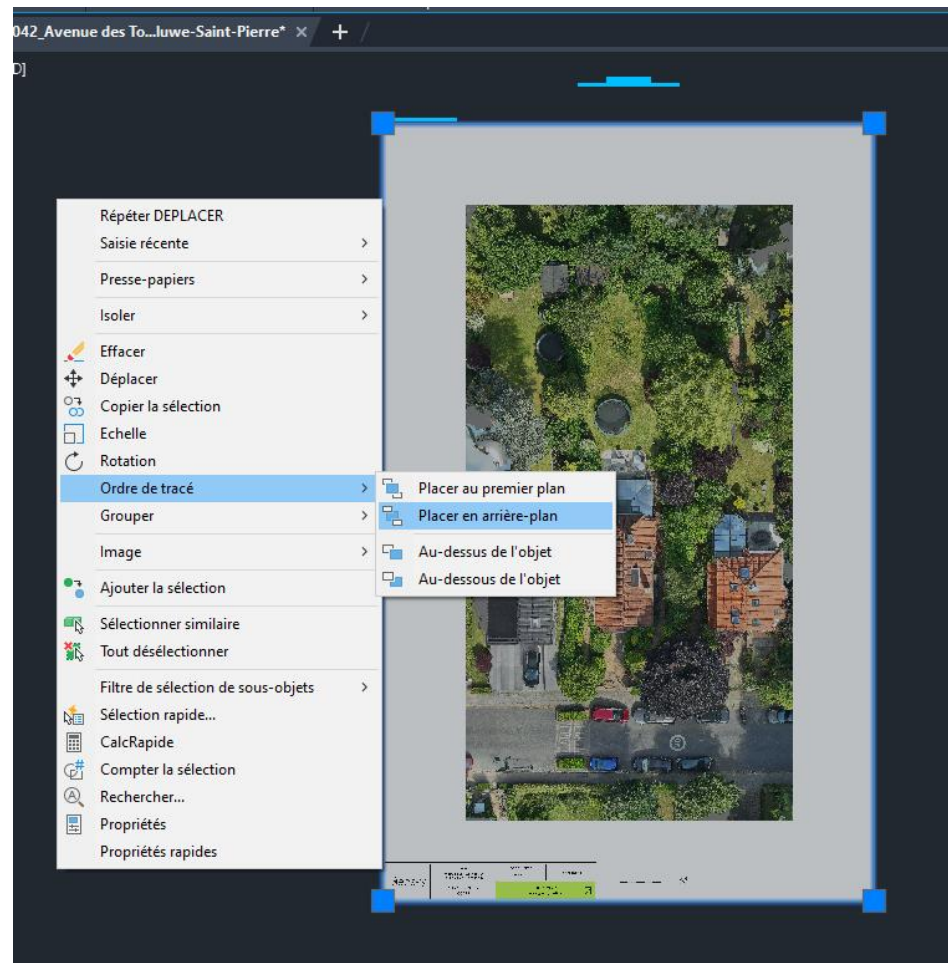 042_Avenue des To...luwe-Saint-Pierre* × +
D]
Répéter DEPLACER
Saisie récente
Presse-papiers
Isoler
Effacer
Déplacer
Copier la sélection
Echelle
Rotation
Ordre de tracé
Placer au premier plan
Placer en arrière-plan
Au-dessus de l'objet
Au-dessous de l'objet
Grouper
Image
Ajouter la sélection
Sélectionner similaire
Tout désélectionner
Filtre de sélection de sous-objets
Sélection rapide...
CalcRapide
Compter la sélection
Rechercher...
Propriétés
Propriétés rapides